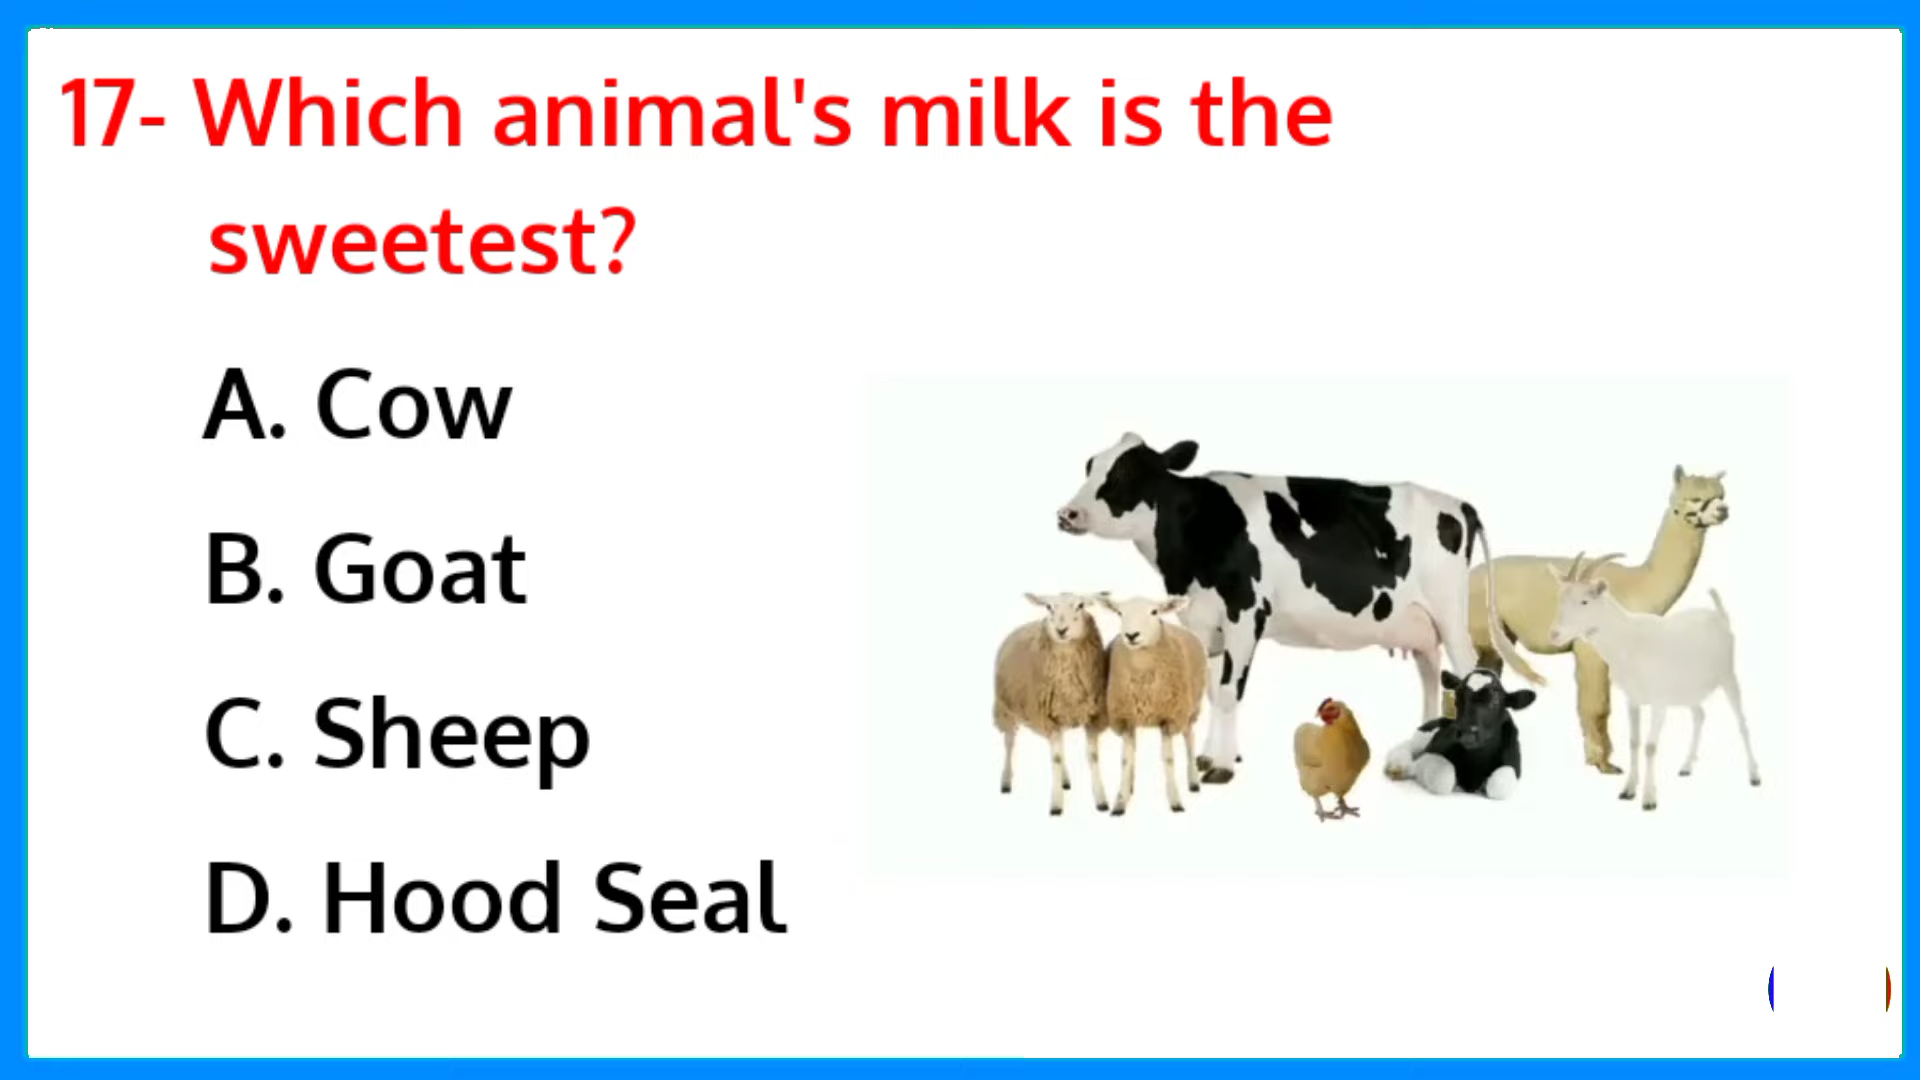 17- Which animal's milk is the
sweetest?
A. Cow
B. Goat
C. Sheep
D. Hood Seal